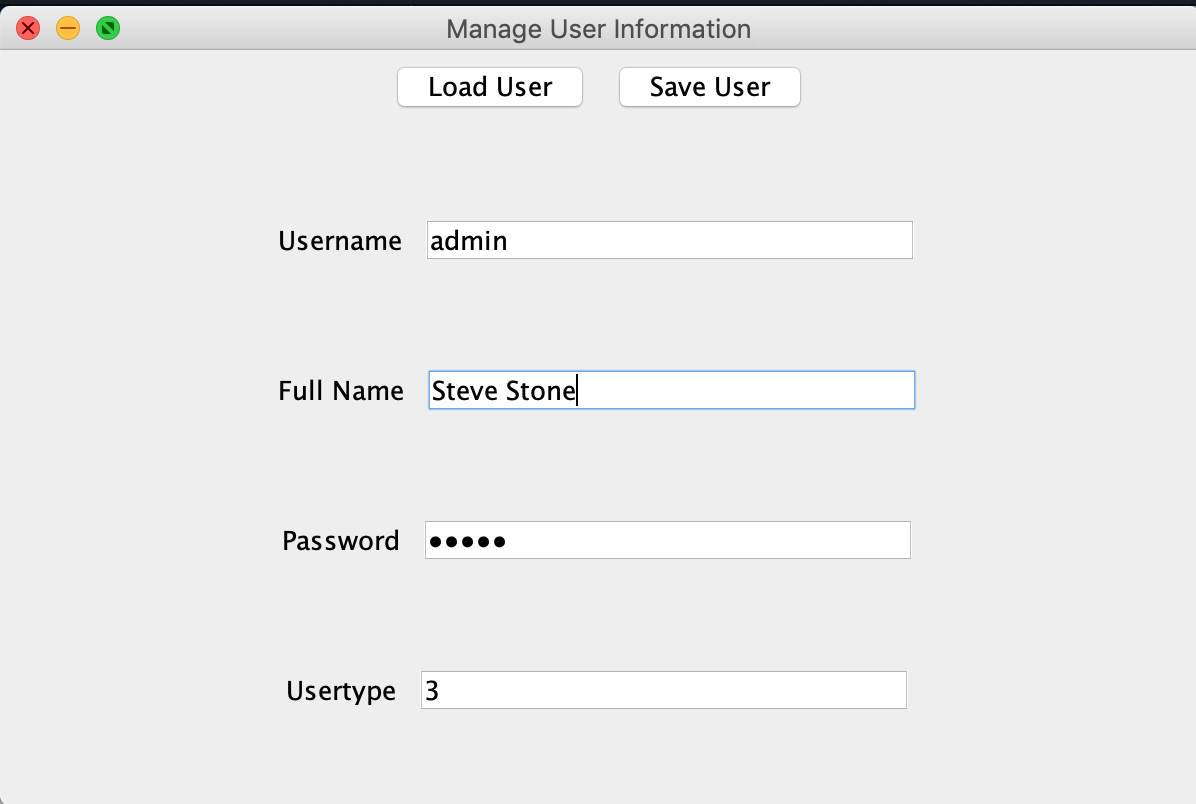 Manage User Information
Load User Save User
Username admin
Full Name Steve Stone
Password •••••
Usertype 3